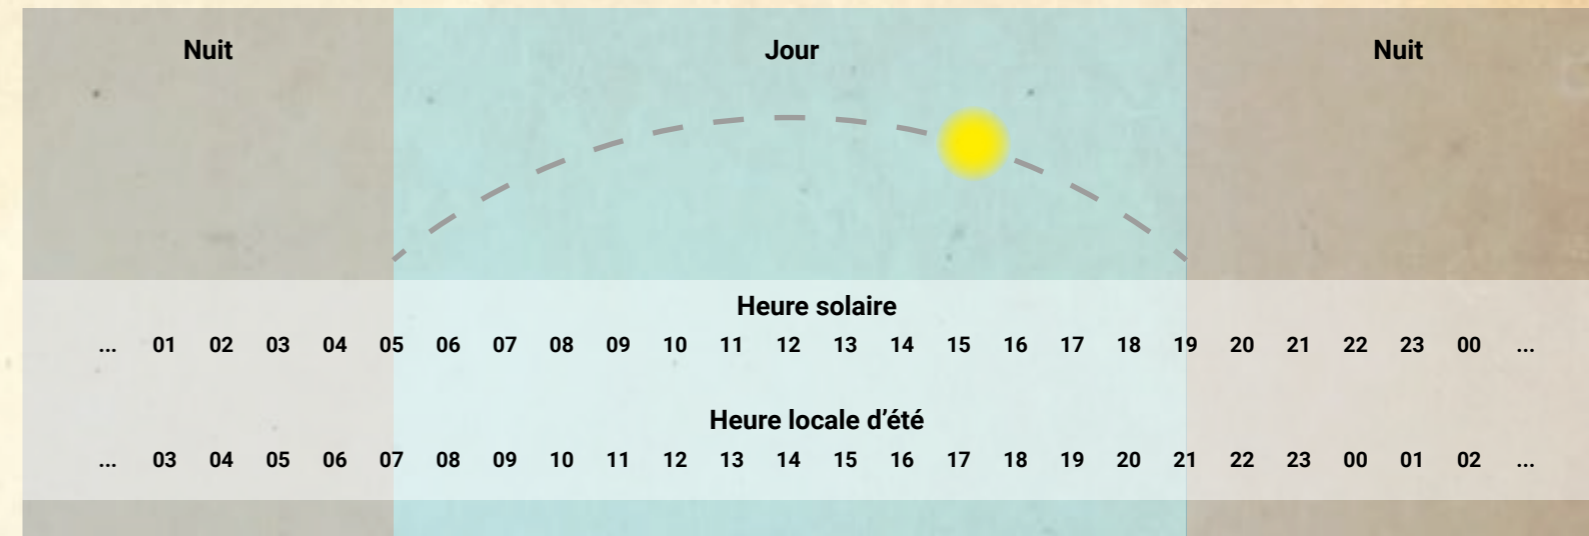 Nuit Jour Nuit
Heure solaire
... 01 02 03 04 05 06 07 08 09 10 11 12 13 14 15 16 17 18 19 20 21 22 23 00 ...
Heure locale d’été
... 03 04 05 06 07 08 09 10 11 12 13 14 15 16 17 18 19 20 21 22 23 00 01 02 ...